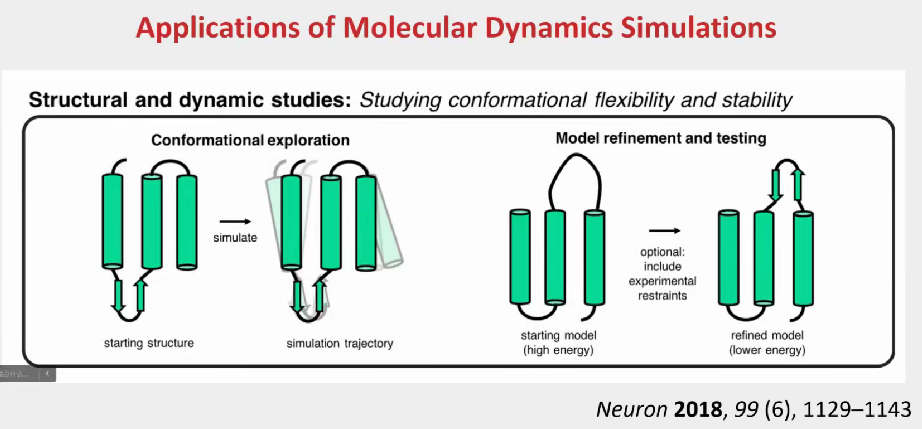 Applications of Molecular Dynamics Simulations
Structural and dynamic studies: Studying conformational flexibility and stability
Conformational exploration
simulate
starting structure
simulation trajectory
Model refinement and testing
optional:
include
experimental
restraints
starting model
(high energy)
refined model
(lower energy)
Neuron 2018, 99 (6), 1129–1143